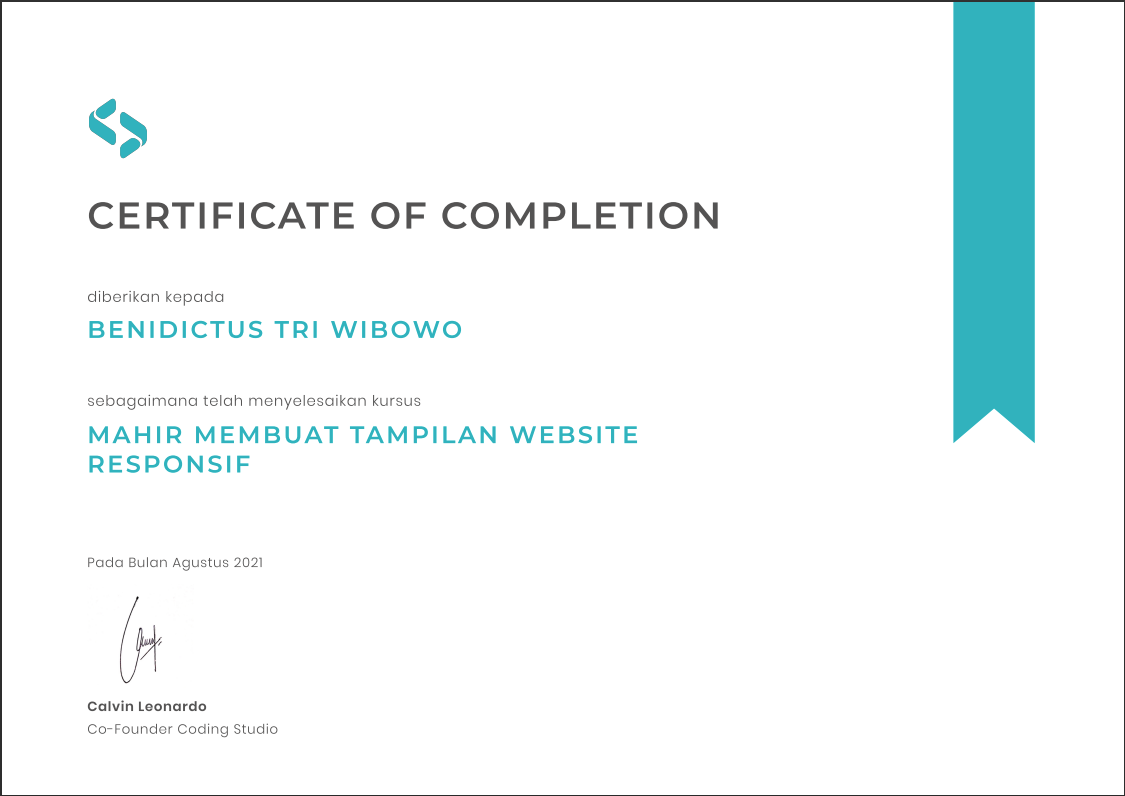 CERTIFICATE OF COMPLETION
diberikan kepada
BENIDICTUS TRI WIBOWO
sebagaimana telah menyelesaikan kursus
MAHIR MEMBUAT TAMPILAN WEBSITE
RESPONSIF
Pada Bulan Agustus 2021
Calvin Leonardo
Co-Founder Coding Studio